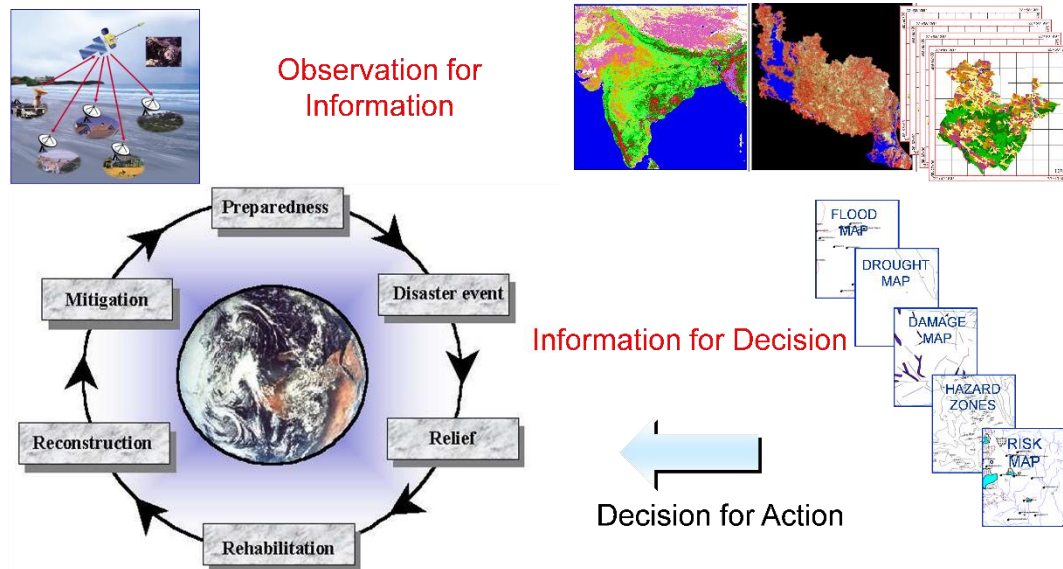 Observation for
Information
Preparedness
Disaster event
Relief
Rehabilitation
Reconstruction
Mitigation
Information for Decision
Decision for Action
FLOOD
MAP
DROUGHT
MAP
DAMAGE
MAP
HAZARD
ZONES
RISK
MAP